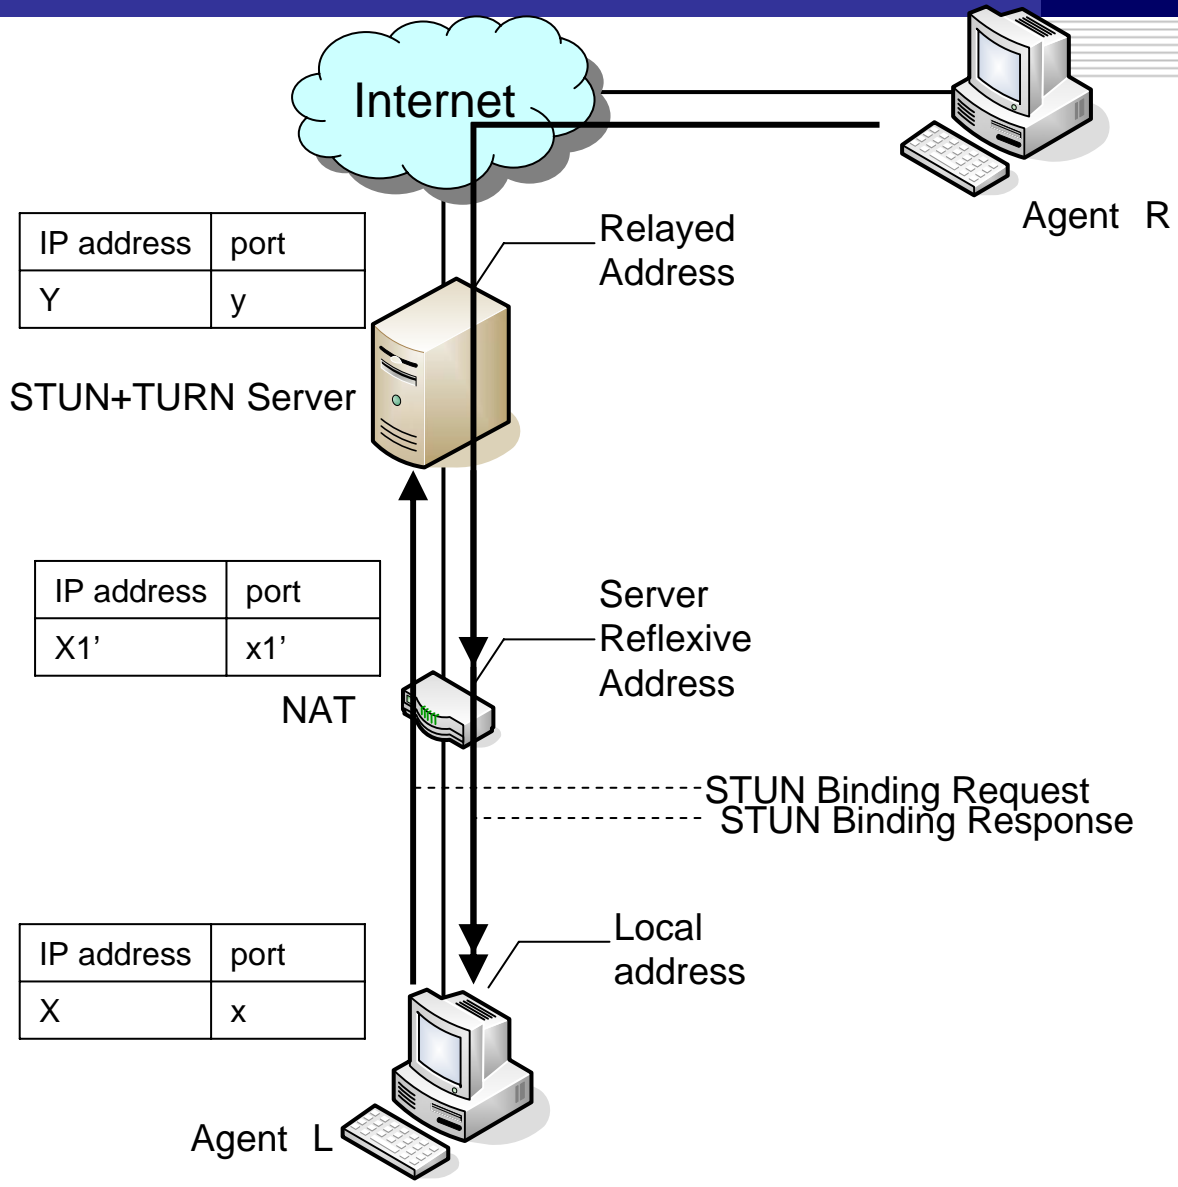 Internet
Agent R
Relayed
Address
IP address port
Y y
STUN+TURN Server
IP address port
X1’ x1’
Server
Reflexive
Address
NAT
STUN Binding Request
STUN Binding Response
Local
address
IP address port
X x
Agent L